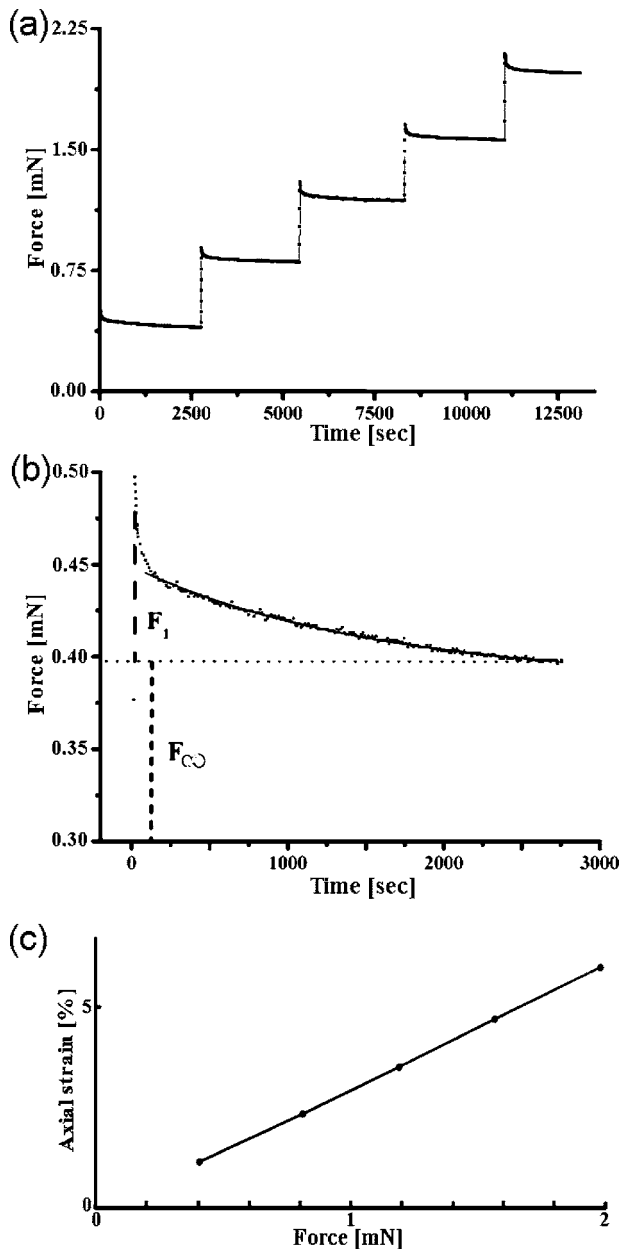 (a)
2.25
1.50
0.75
0.00
Force [mN]
0 2500 5000 7500 10000 12500
Time [sec]
(b)
0.50
0.45
0.40
0.35
0.30
Force [mN]
F1
F∞
0 1000 2000 3000
Time [sec]
(c)
5
0
Axial strain [%]
0 1 2
Force [mN]